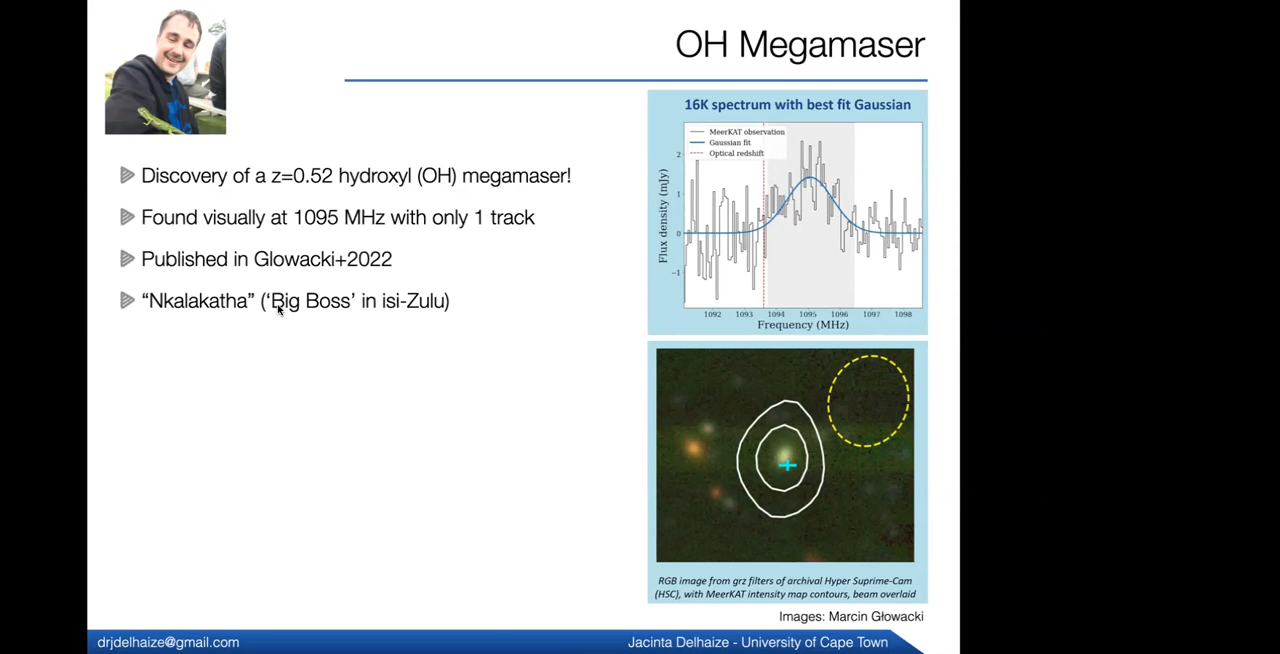 OH Megamaser
Discovery of a z=0.52 hydroxyl (OH) megamaser!
Found visually at 1095 MHz with only 1 track
Published in Glowacki+2022
“Nkalakatha” (‘Big Boss’ in isi-Zulu)
16K spectrum with best fit Gaussian
MeerKAT observation
Gaussian fit
Optical redshift
Flux density (mJy)
2
1
0
−1
1092 1093 1094 1095 1096 1097 1098
Frequency (MHz)
RGB image from grz filters of archival Hyper Suprime-Cam
(HSC), with MeerKAT intensity map contours, beam overlaid
Images: Marcin Głowacki
drjdelhaize@gmail.com
Jacinta Delhaize - University of Cape Town